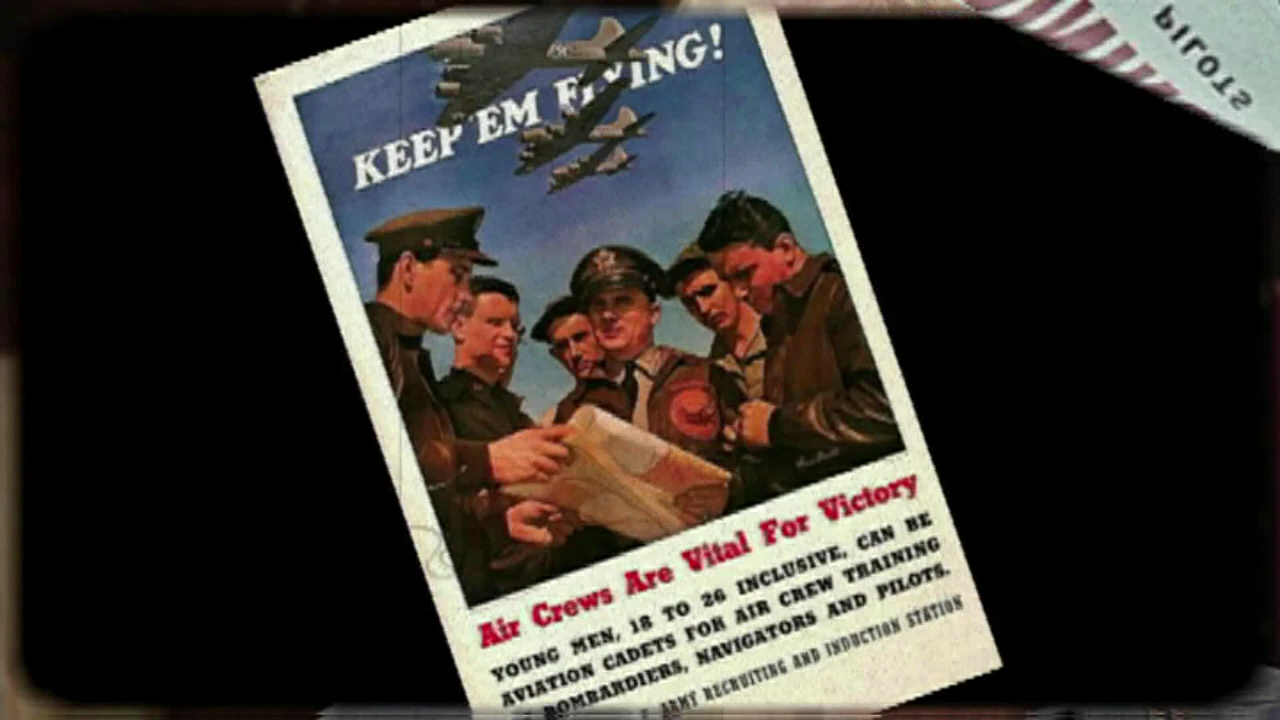 KEEP 'EM FLYING!
Air Crews Are Vital For Victory
YOUNG MEN, 18 TO 26 INCLUSIVE, CAN BE
AVIATION CADETS FOR AIR CREW TRAINING
BOMBARDIERS, NAVIGATORS AND PILOTS.
ARMY RECRUITING AND INDUCTION STATION
PILOTS